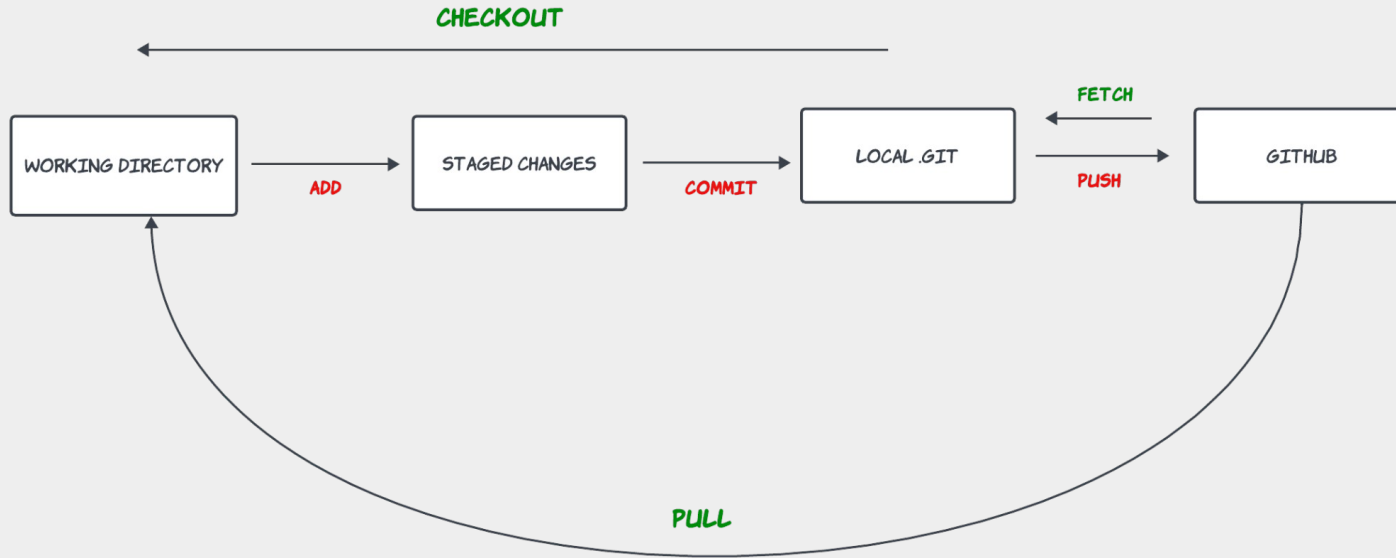 CHECKOUT
FETCH
WORKING DIRECTORY
STAGED CHANGES
LOCAL .GIT
GITHUB
ADD
COMMIT
PUSH
PULL